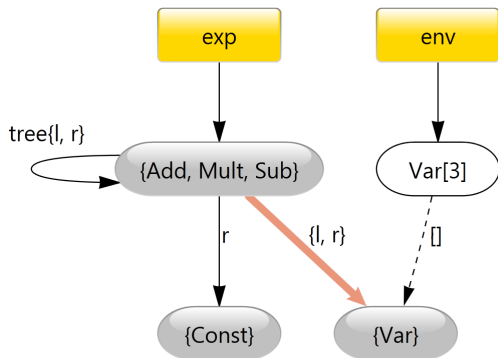 exp
env
tree{l, r}
{Add, Mult, Sub}
Var[3]
r
{l, r}
[]
{Const}
{Var}